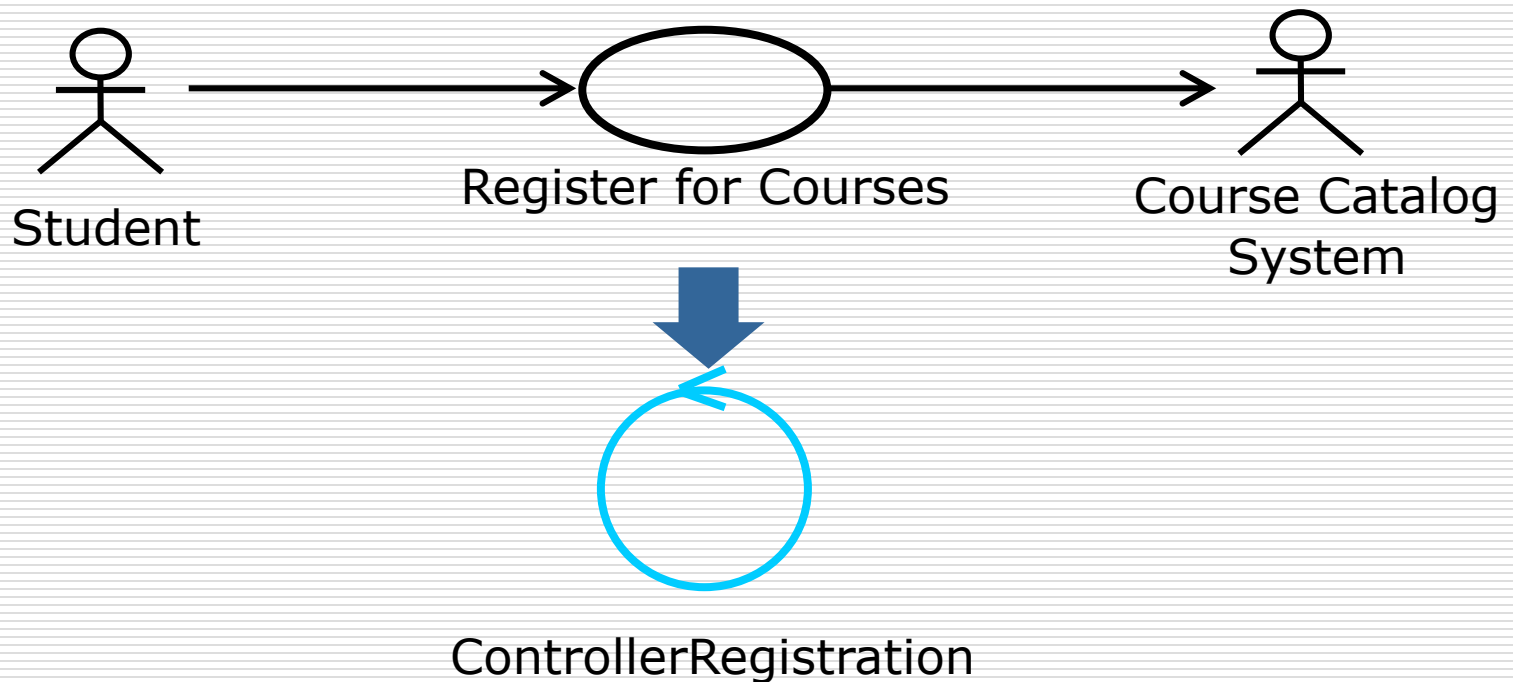 Student
Register for Courses
Course Catalog
System
ControllerRegistration